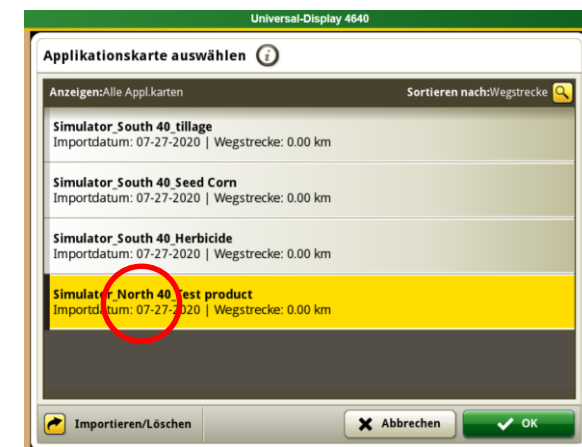 Universal-Display 4640
Applikationskarte auswählen i
Anzeigen:Alle Appl.karten Sortieren nach:Wegstrecke
Simulator_South 40_tillage
Importdatum: 07-27-2020 | Wegstrecke: 0.00 km
Simulator_South 40_Seed Corn
Importdatum: 07-27-2020 | Wegstrecke: 0.00 km
Simulator_South 40_Herbicide
Importdatum: 07-27-2020 | Wegstrecke: 0.00 km
Simulator_North 40_Test product
Importdatum: 07-27-2020 | Wegstrecke: 0.00 km
Importieren/Löschen Abbrechen OK